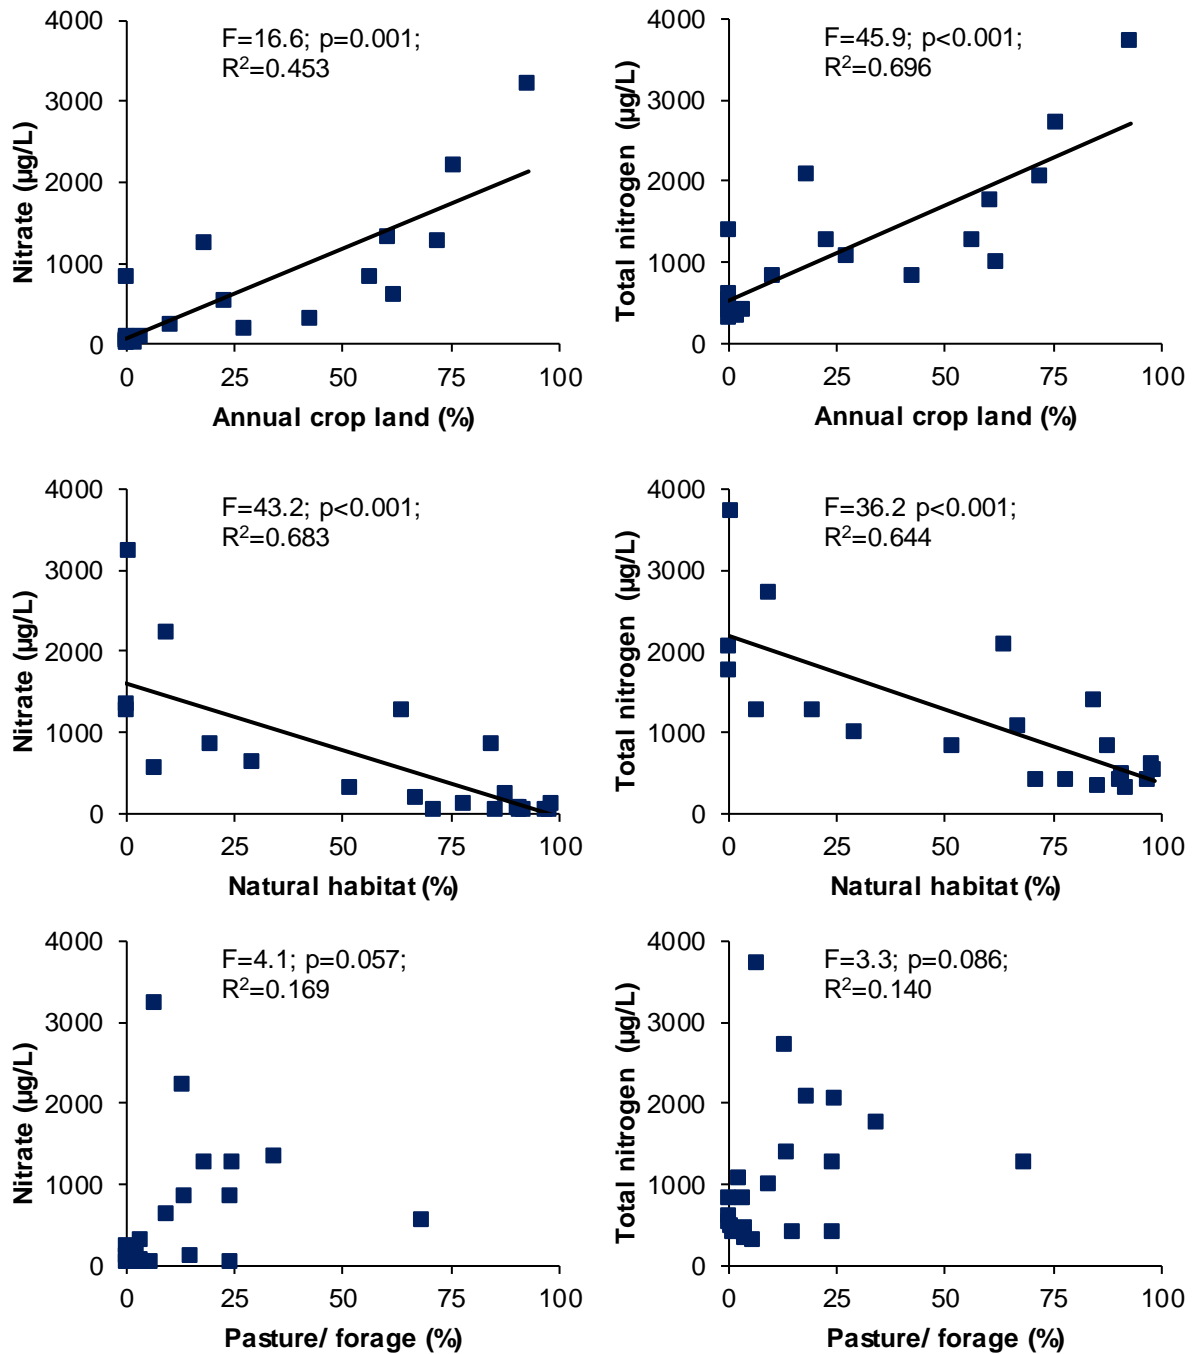 F=16.6; p=0.001;
R²=0.453
4000
3000
2000
1000
0
Nitrate (µg/L)
0 25 50 75 100
Annual crop land (%)
F=45.9; p<0.001;
R²=0.696
4000
3000
2000
1000
0
Total nitrogen (µg/L)
0 25 50 75 100
Annual crop land (%)
F=43.2; p<0.001;
R²=0.683
4000
3000
2000
1000
0
Nitrate (µg/L)
0 25 50 75 100
Natural habitat (%)
F=36.2 p<0.001;
R²=0.644
4000
3000
2000
1000
0
Total nitrogen (µg/L)
0 25 50 75 100
Natural habitat (%)
F=4.1; p=0.057;
R²=0.169
4000
3000
2000
1000
0
Nitrate (µg/L)
0 25 50 75 100
Pasture/ forage (%)
F=3.3; p=0.086;
R²=0.140
4000
3000
2000
1000
0
Total nitrogen (µg/L)
0 25 50 75 100
Pasture/ forage (%)